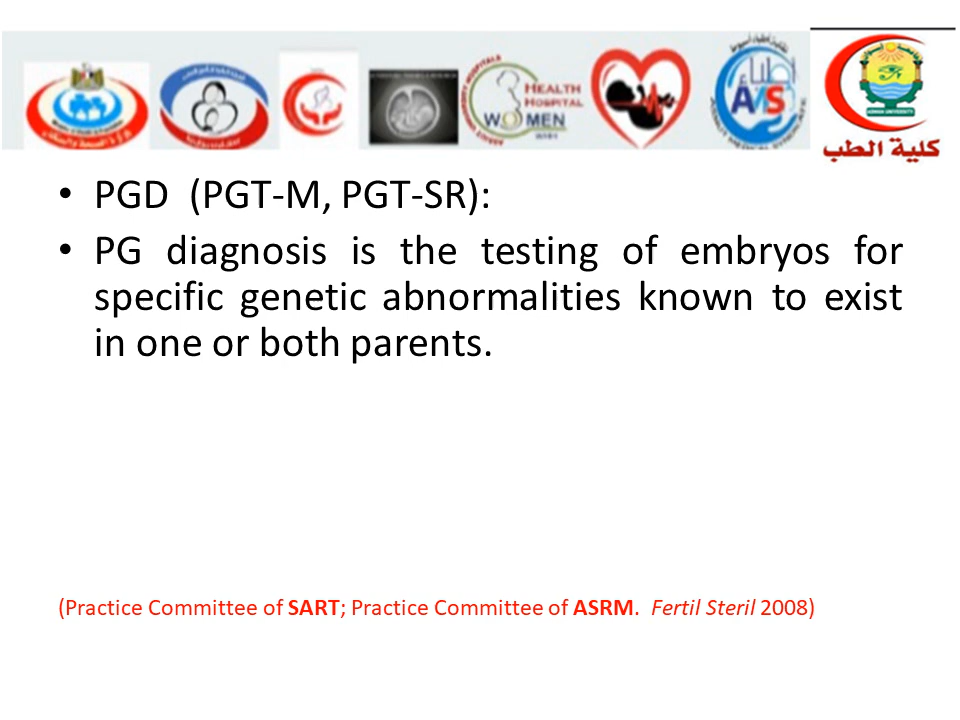 HEALTH
HOSPITAL
WOMEN
كلية الطب
• PGD (PGT-M, PGT-SR):
• PG diagnosis is the testing of embryos for
specific genetic abnormalities known to exist
in one or both parents.
(Practice Committee of SART; Practice Committee of ASRM. Fertil Steril 2008)